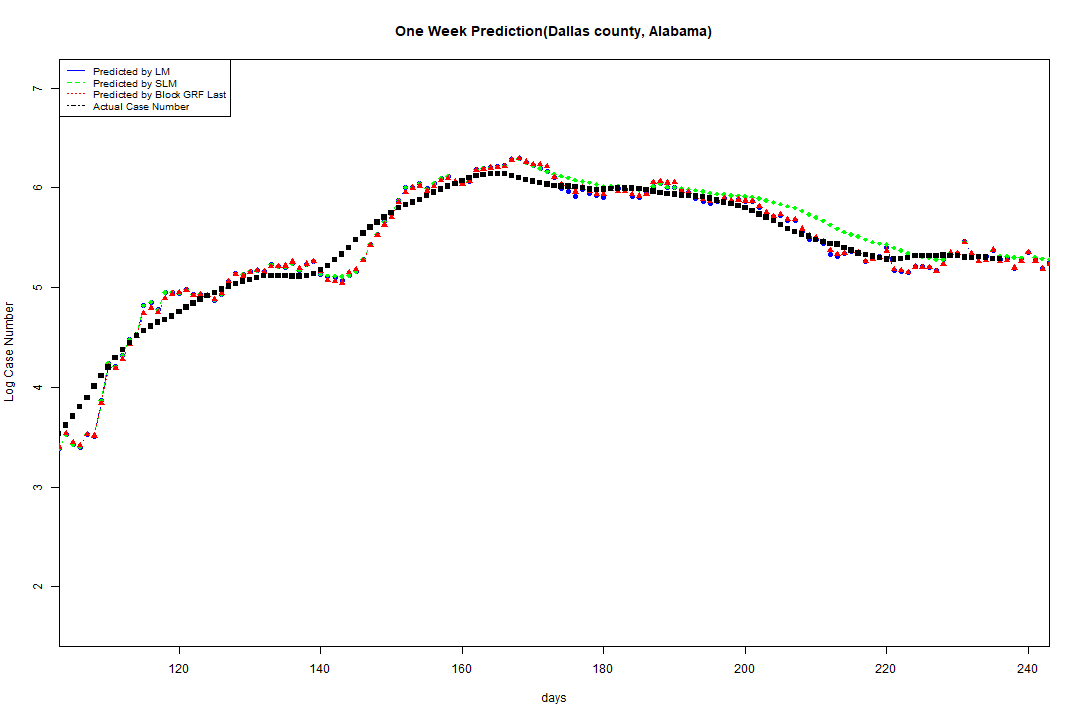 One Week Prediction(Dallas county, Alabama)
Predicted by LM
Predicted by SLM
Predicted by Block GRF Last
Actual Case Number
7
6
5
4
3
2
Log Case Number
120 140 160 180 200 220 240
days